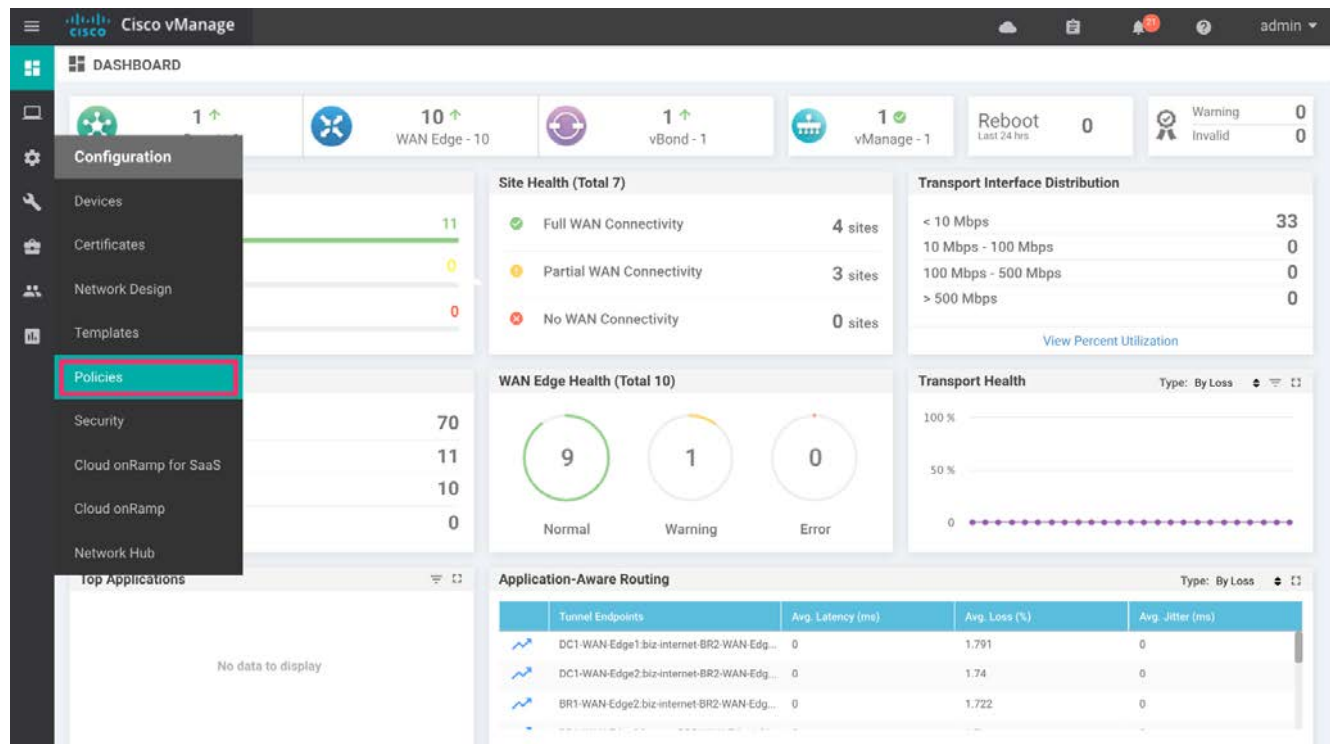 cisco Cisco vManage 21 admin
DASHBOARD
1
10
WAN Edge - 10
1
vBond - 1
1
vManage - 1
Reboot
Last 24 hrs
0
Warning 0
Invalid 0
Configuration
Devices
Certificates
Network Design
Templates
Policies
Security
Cloud onRamp for SaaS
Cloud onRamp
Network Hub
11
0
0
Site Health (Total 7)
Full WAN Connectivity 4 sites
Partial WAN Connectivity 3 sites
No WAN Connectivity 0 sites
Transport Interface Distribution
< 10 Mbps 33
10 Mbps - 100 Mbps 0
100 Mbps - 500 Mbps 0
> 500 Mbps 0
View Percent Utilization
70
11
10
0
WAN Edge Health (Total 10)
9 1 0
Normal Warning Error
Transport Health Type: By Loss
100 %
50 %
0
Top Applications
No data to display
Application-Aware Routing Type: By Loss
Tunnel Endpoints Avg. Latency (ms) Avg. Loss (%) Avg. Jitter (ms)
DC1-WAN-Edge1:biz-internet-BR2-WAN-Edg... 0 1.791 0
DC1-WAN-Edge2:biz-internet-BR2-WAN-Edg... 0 1.74 0
BR1-WAN-Edge2:biz-internet-BR2-WAN-Edg... 0 1.722 0